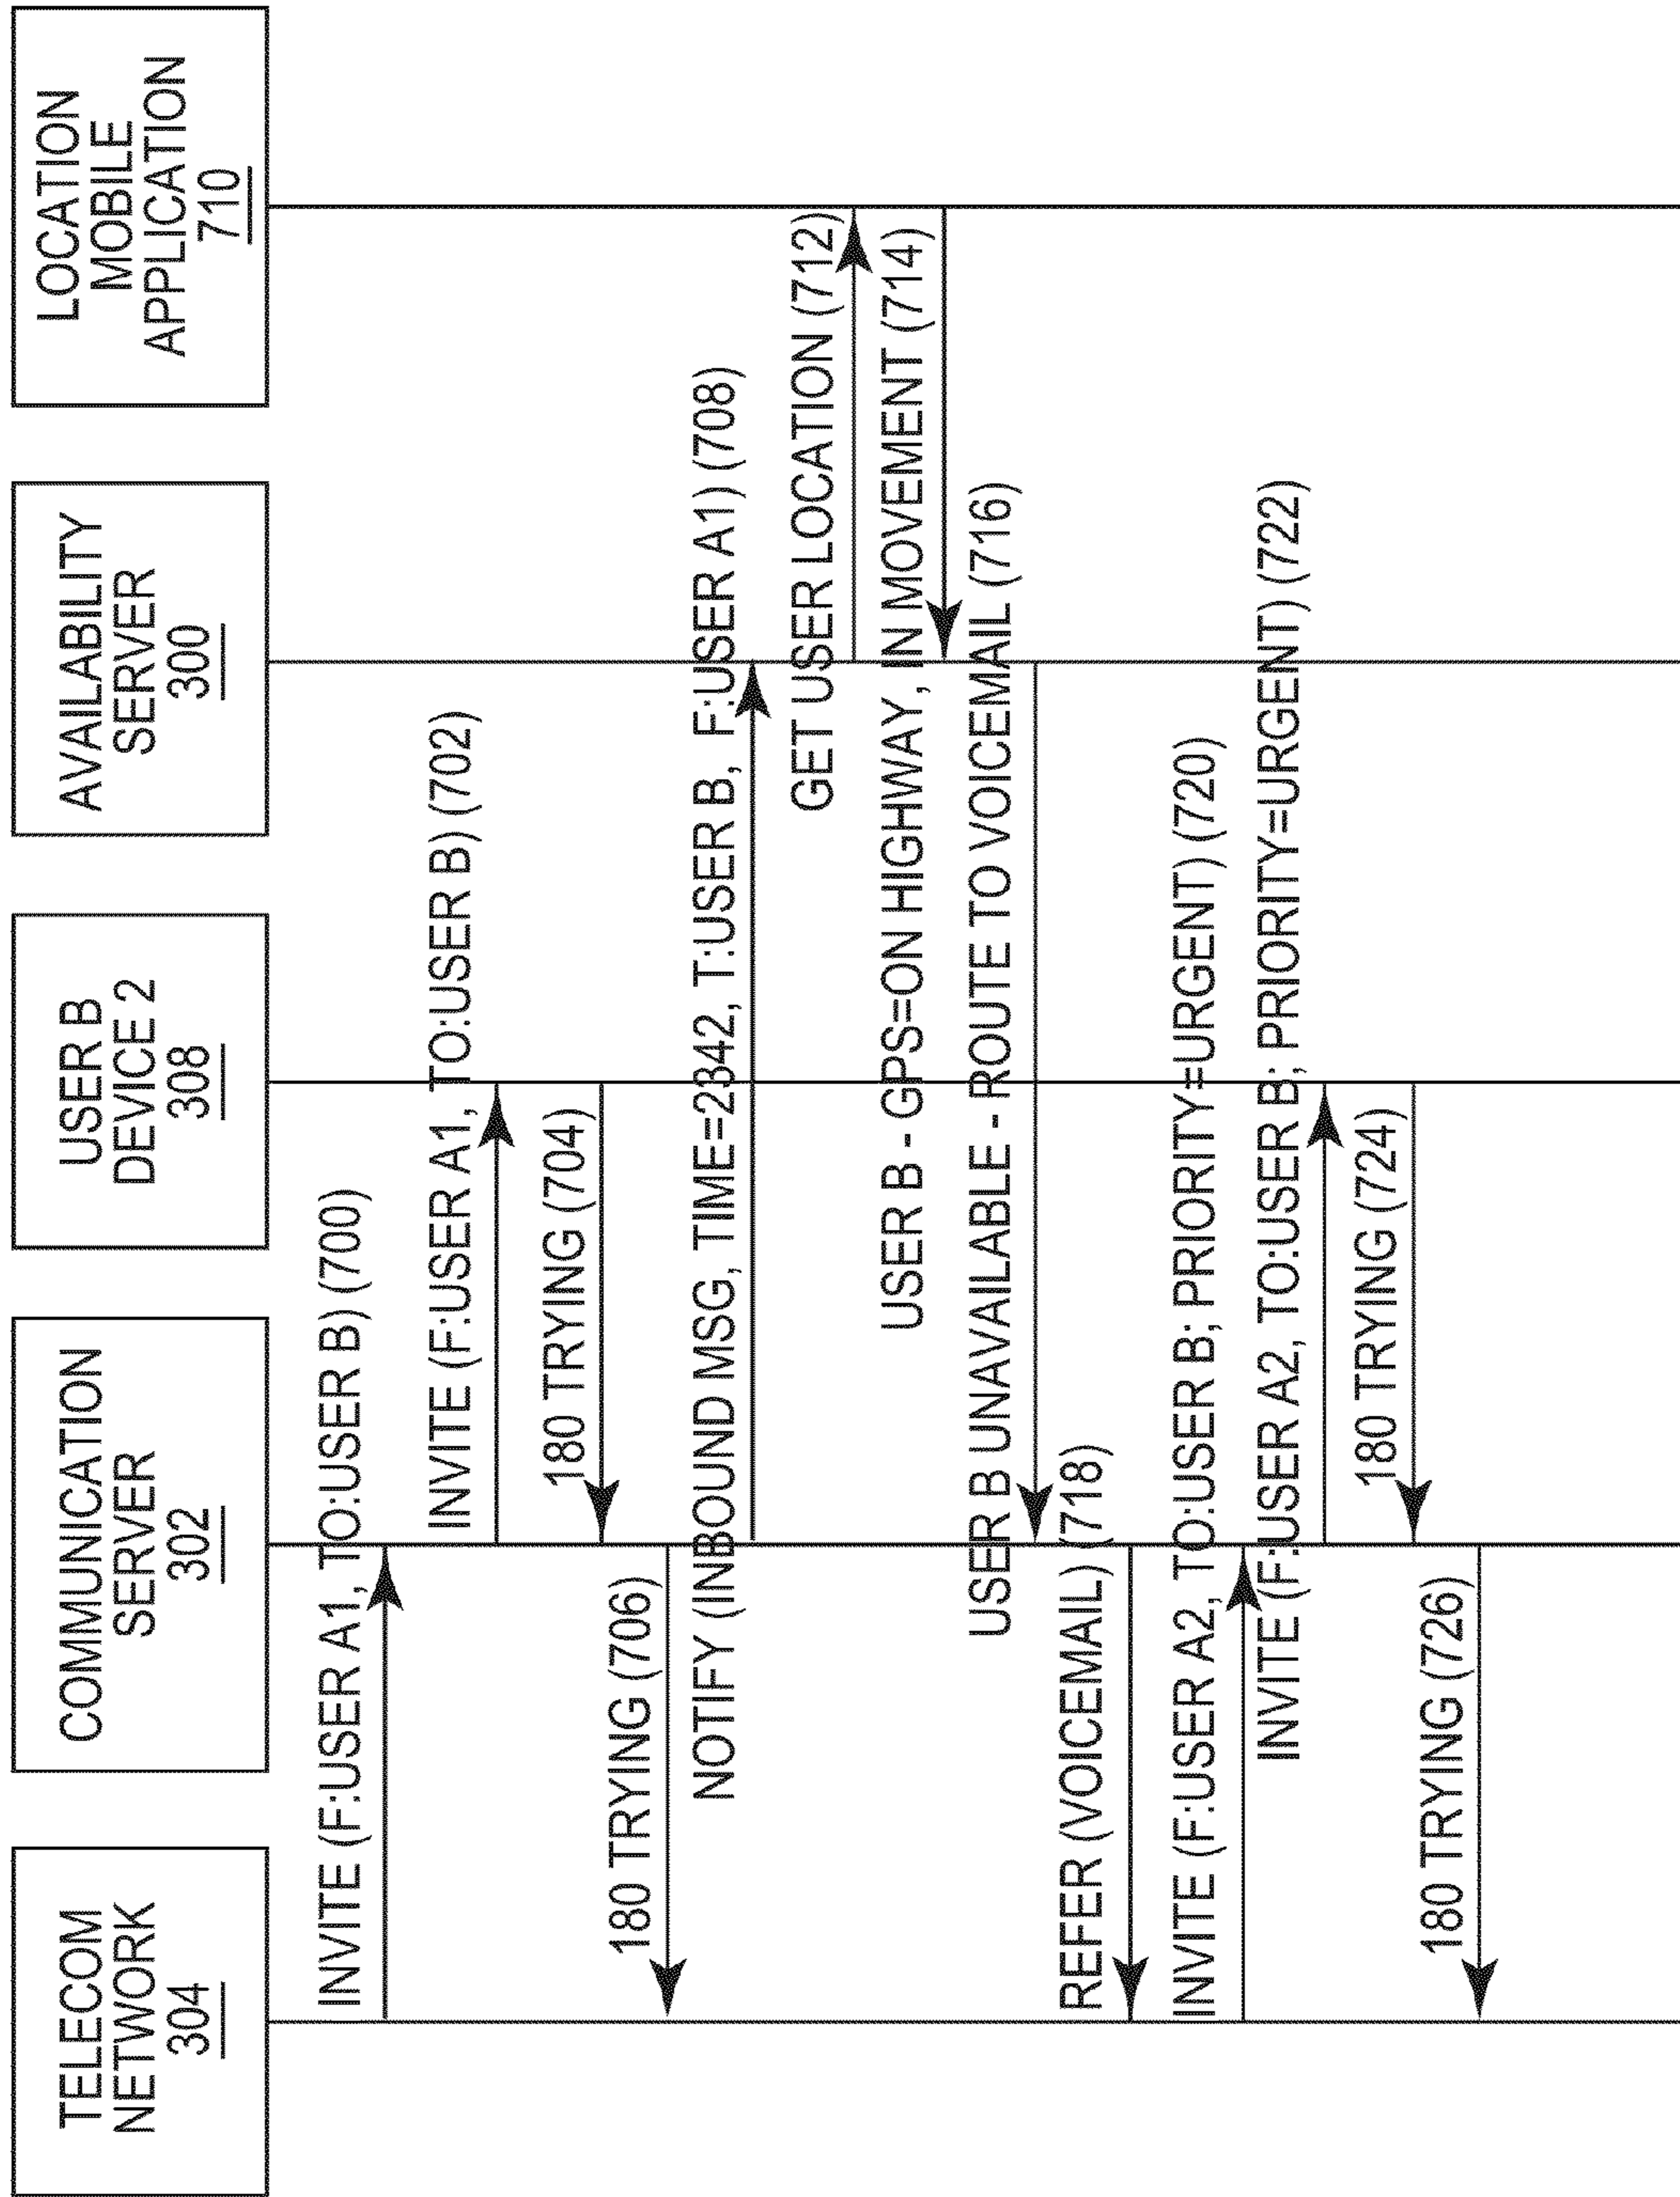 TELECOM
NETWORK
304
COMMUNICATION
SERVER
302
USER B
DEVICE 2
308
AVAILABILITY
SERVER
300
LOCATION
MOBILE
APPLICATION
710
INVITE (F:USER A1, TO:USER B) (700)
INVITE (F:USER A1, TO:USER B) (702)
180 TRYING (704)
180 TRYING (706)
NOTIFY (INBOUND MSG, TIME=2342, T:USER B, F:USER A1) (708)
GET USER LOCATION (712)
USER B - GPS=ON HIGHWAY, IN MOVEMENT (714)
USER B UNAVAILABLE - ROUTE TO VOICEMAIL (716)
REFER (VOICEMAIL) (718)
INVITE (F:USER A2, TO:USER B; PRIORITY=URGENT) (720)
INVITE (F:USER A2, TO:USER B; PRIORITY=URGENT) (722)
180 TRYING (724)
180 TRYING (726)